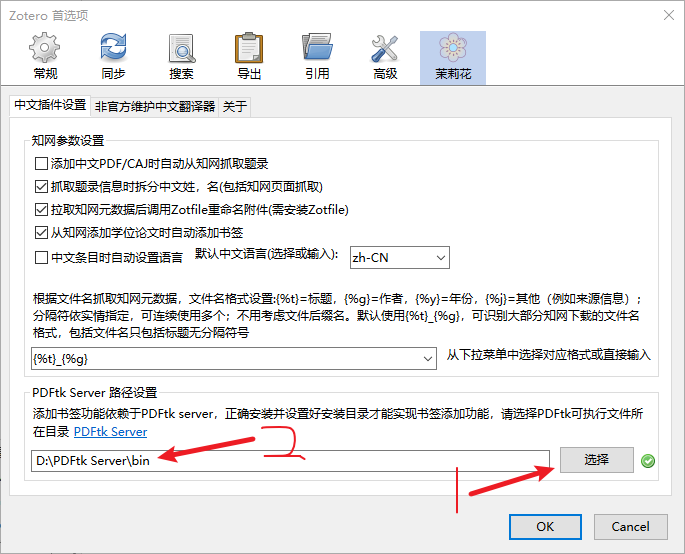 Zotero 首选项
常规 同步 搜索 导出 引用 高级 茉莉花
中文插件设置 非官方维护中文翻译器 关于
知网参数设置
添加中文PDF/CAJ时自动从知网抓取题录
抓取题录信息时拆分中文姓，名(包括知网页面抓取)
拉取知网元数据后调用Zotfile重命名附件(需安装Zotfile)
从知网添加学位论文时自动添加书签
中文条目时自动设置语言 默认中文语言(选择或输入): zh-CN
根据文件名抓取知网元数据，文件名格式设置:{%t}=标题，{%g}=作者，{%y}=年份，{%j}=其他（例如来源信息）；
分隔符依实情指定，可连续使用多个；不用考虑文件后缀名。默认使用{%t}_{%g}，可识别大部分知网下载的文件名
格式，包括文件名只包括标题无分隔符号
{%t}_{%g} 从下拉菜单中选择对应格式或直接输入
PDFtk Server 路径设置
添加书签功能依赖于PDFtk server，正确安装并设置好安装目录才能实现书签添加功能，请选择PDFtk可执行文件所
在目录 PDFtk Server
2
D:\PDFtk Server\bin 选择
1
OK Cancel